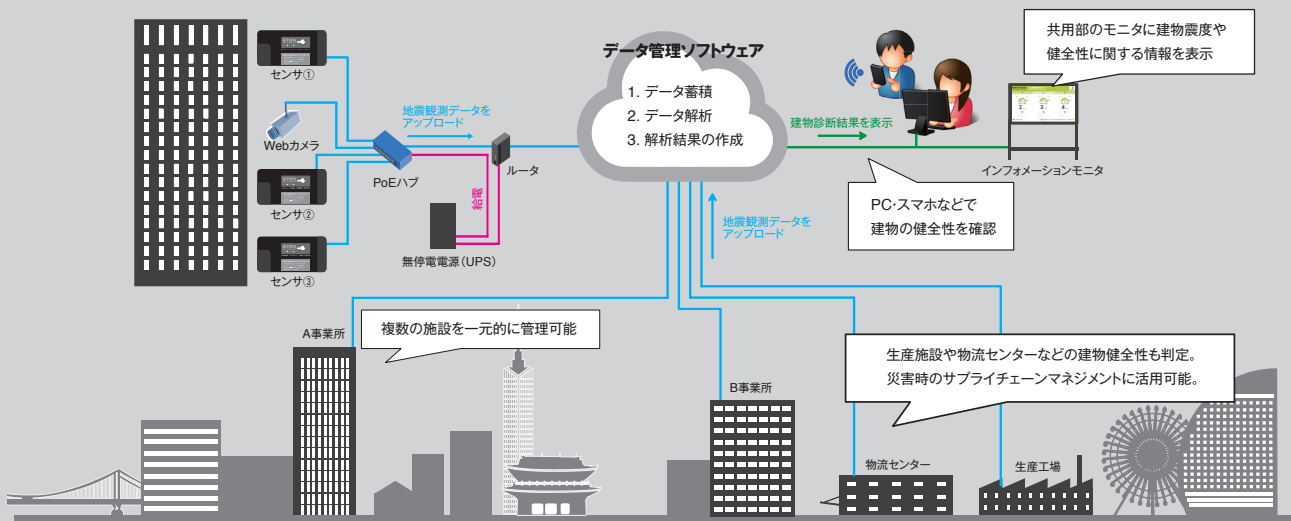 センサ①
Webカメラ
センサ②
センサ③
地震観測データを
アップロード
PoEハブ
ルータ
給電
無停電電源（UPS）
データ管理ソフトウェア
1. データ蓄積
2. データ解析
3. 解析結果の作成
建物診断結果を表示
共用部のモニタに建物震度や
健全性に関する情報を表示
インフォメーションモニタ
PC・スマホなどで
建物の健全性を確認
地震観測データを
アップロード
A事業所
複数の施設を一元的に管理可能
B事業所
生産施設や物流センターなどの建物健全性も判定。
災害時のサプライチェーンマネジメントに活用可能。
物流センター
生産工場